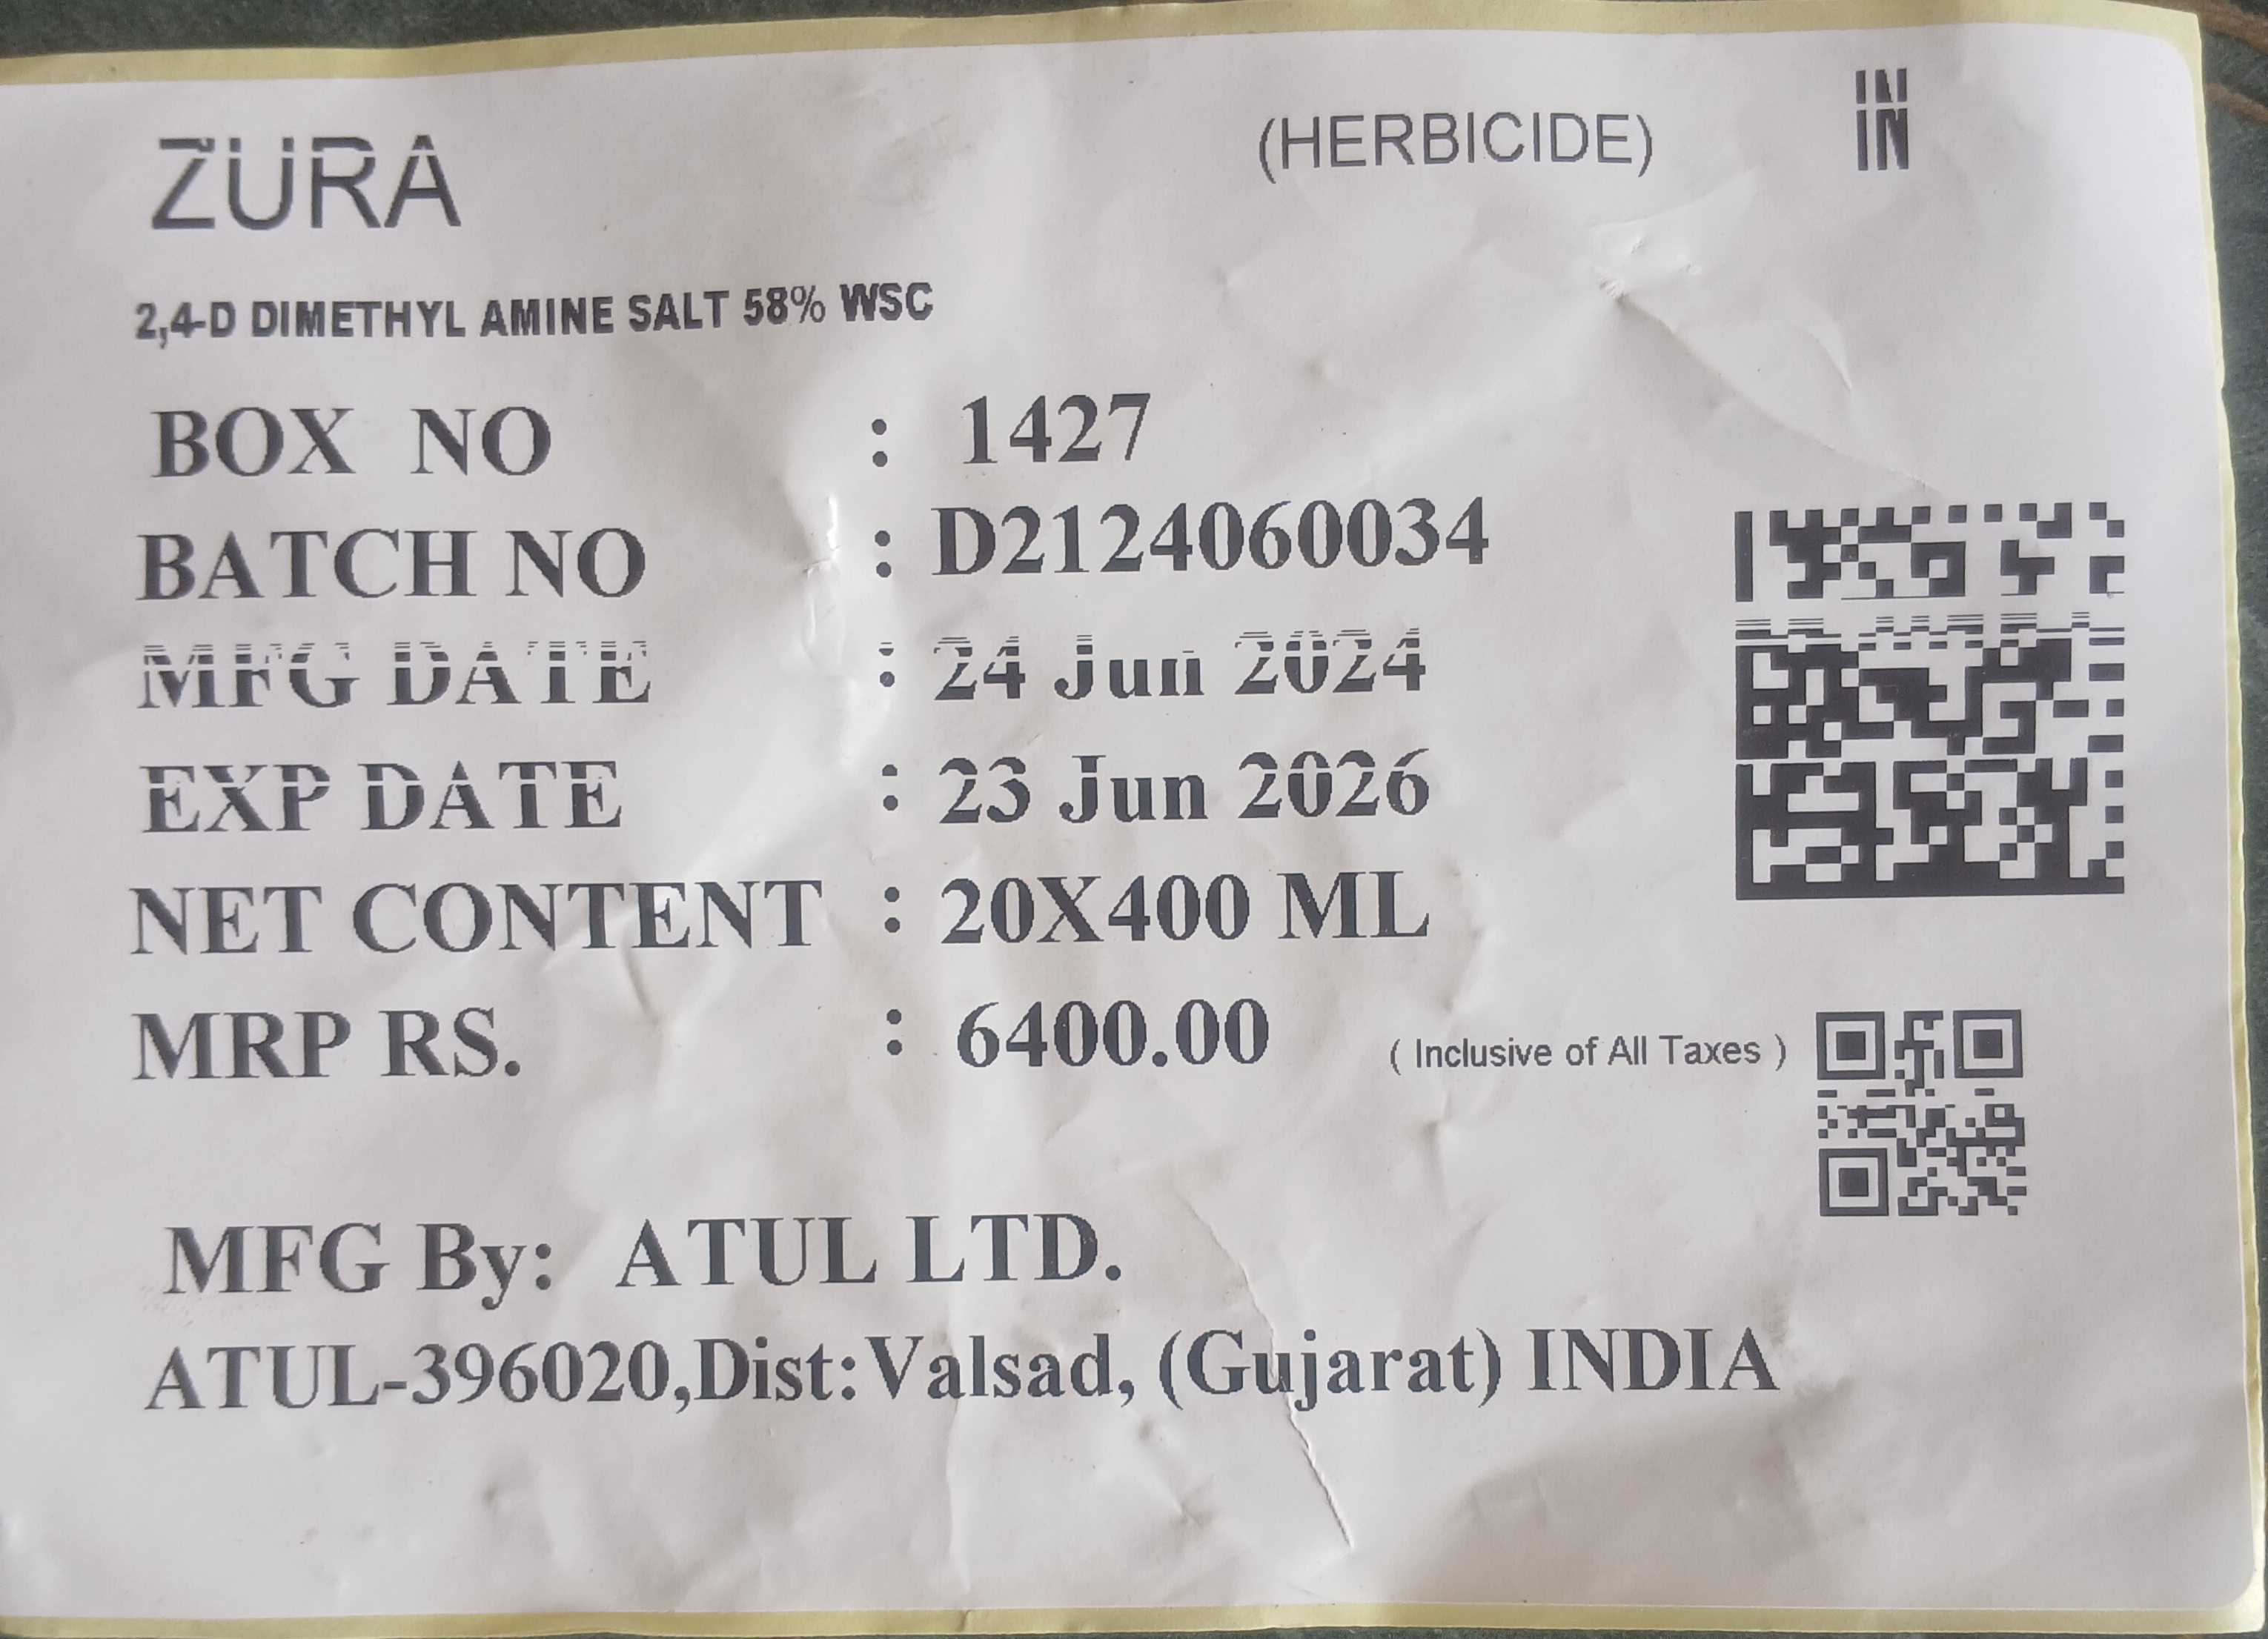 ZURA (HERBICIDE) IN
2,4-D DIMETHYL AMINE SALT 58% WSC
BOX NO : 1427
BATCH NO : D2124060034
MFG DATE : 24 Jun 2024
EXP DATE : 23 Jun 2026
NET CONTENT : 20X400 ML
MRP RS. : 6400.00 ( Inclusive of All Taxes )
MFG By: ATUL LTD.
ATUL-396020,Dist:Valsad, (Gujarat) INDIA